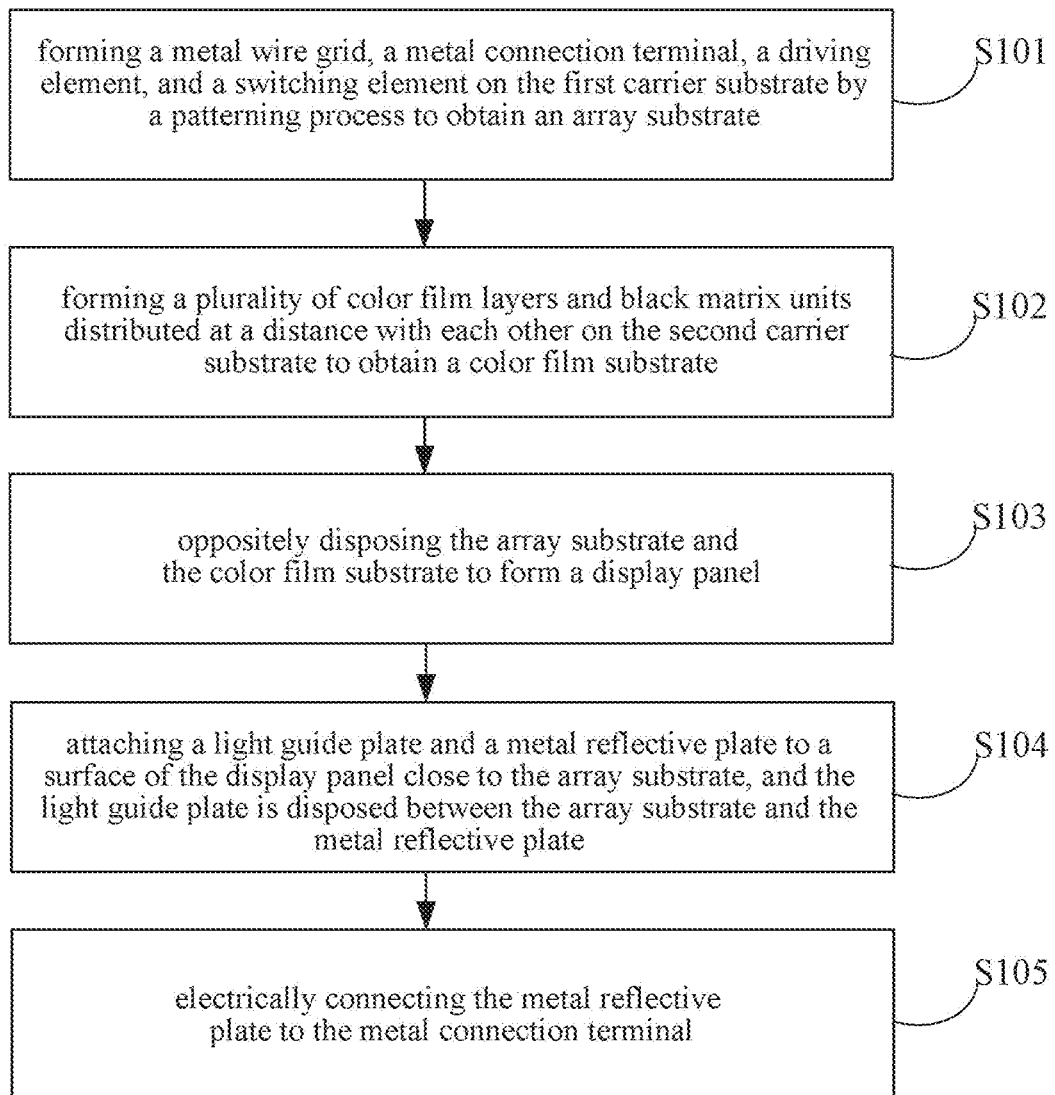 forming a metal wire grid, a metal connection terminal, a driving
element, and a switching element on the first carrier substrate by
a patterning process to obtain an array substrate
S101
forming a plurality of color film layers and black matrix units
distributed at a distance with each other on the second carrier
substrate to obtain a color film substrate
S102
oppositely disposing the array substrate and
the color film substrate to form a display panel
S103
attaching a light guide plate and a metal reflective plate to a
surface of the display panel close to the array substrate, and the
light guide plate is disposed between the array substrate and the
metal reflective plate
S104
electrically connecting the metal reflective
plate to the metal connection terminal
S105